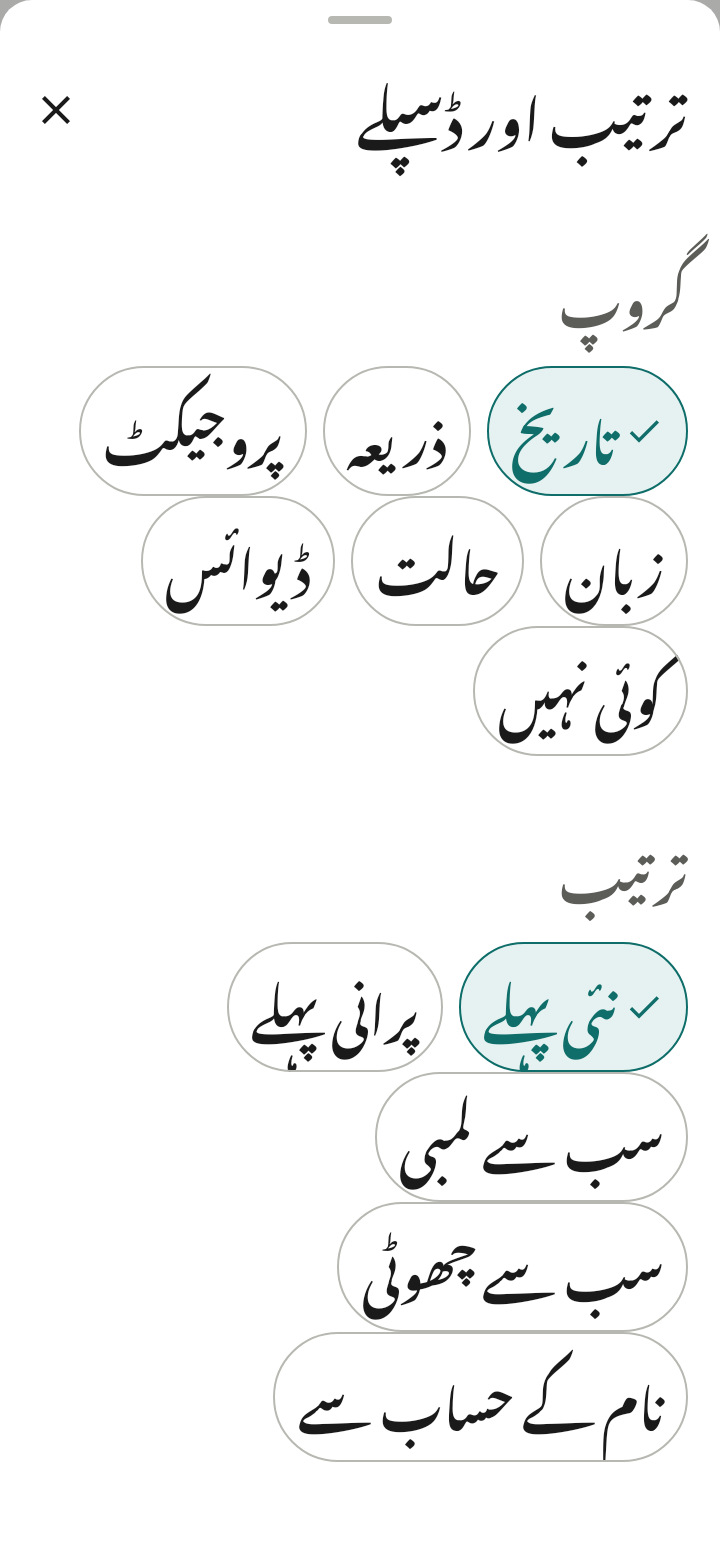 ترتیب اور ڈسپلے
گروپ
تاریخ ذریعہ پروجیکٹ
زبان حالت ڈیوائس
کوئی نہیں
ترتیب
نئی پہلے پرانی پہلے
سب سے لمبی
سب سے چھوٹی
نام کے حساب سے